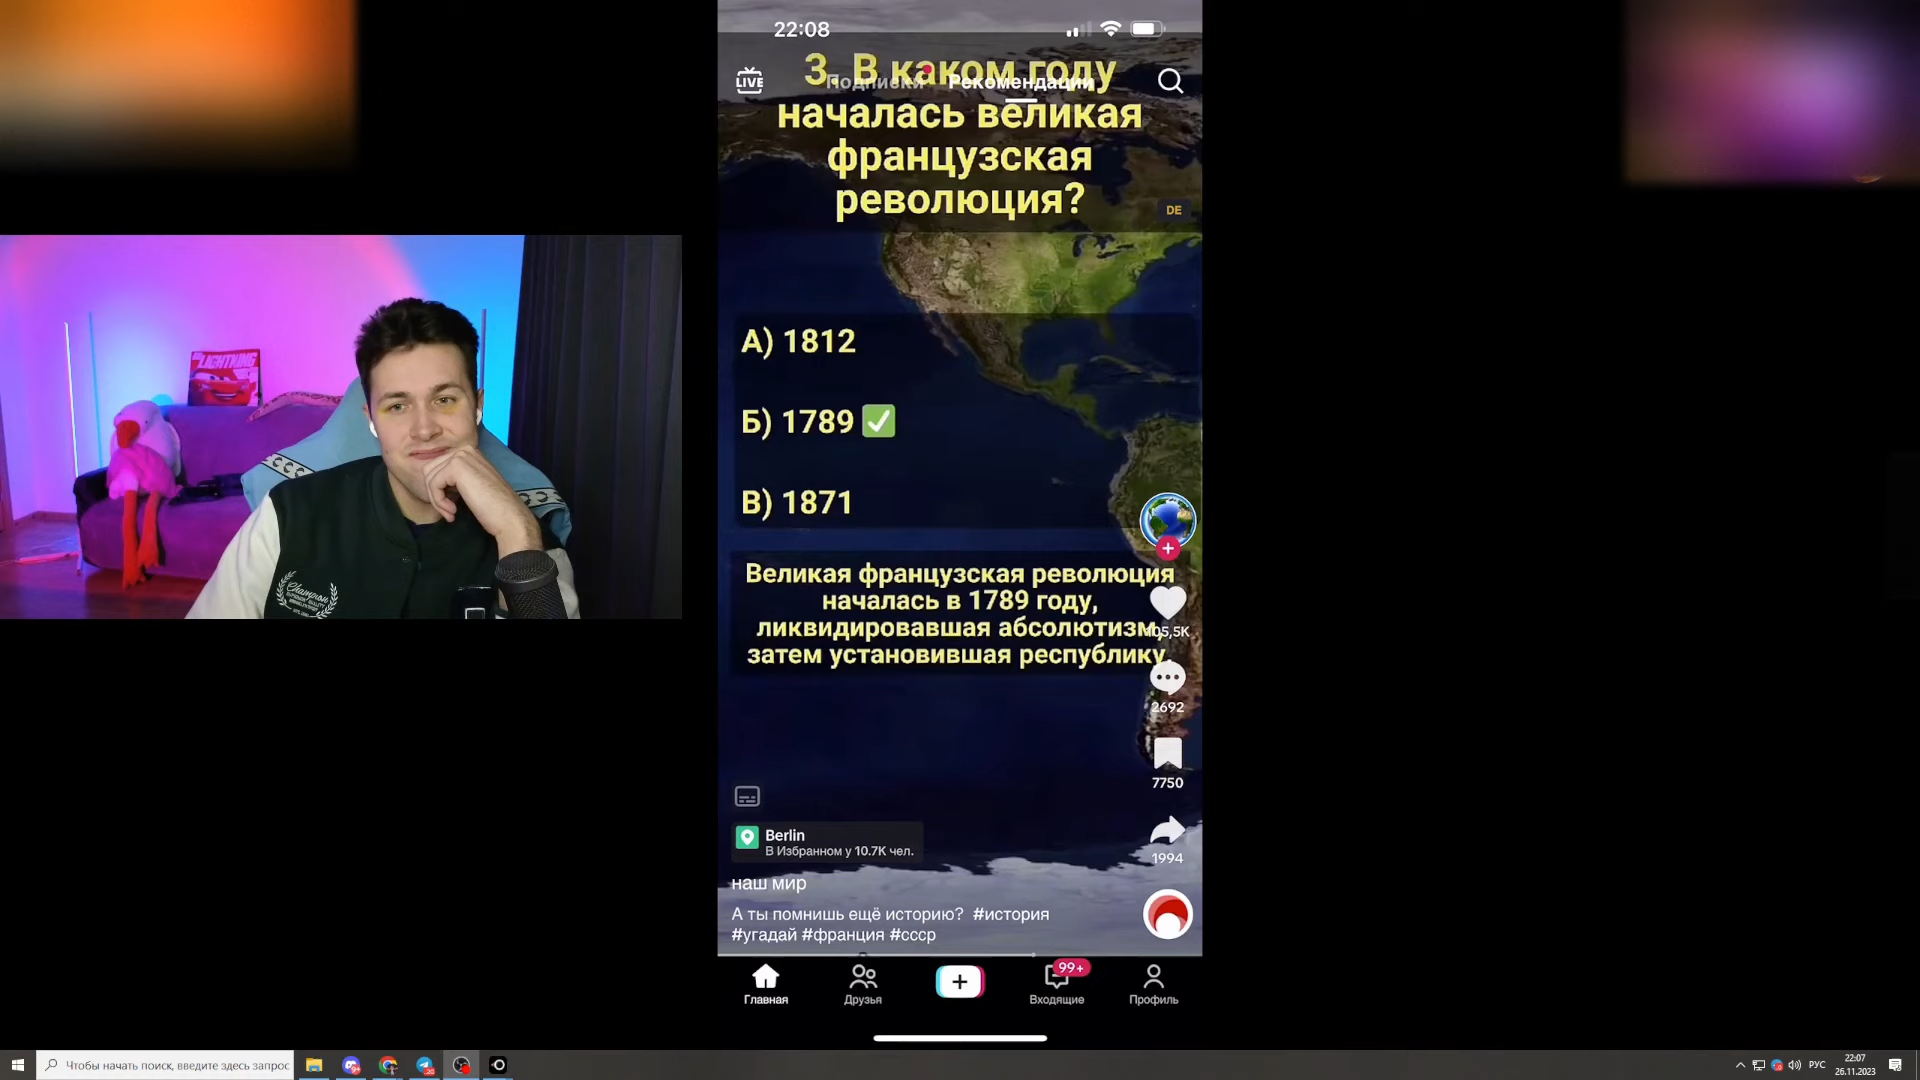 22:08
LIVE
Подписки
Рекомендации
3. В каком году
началась великая
французская
революция?
DE
А) 1812
Б) 1789
В) 1871
Великая французская революция
началась в 1789 году,
ликвидировавшая абсолютизм,
затем установившая республику.
105,5K
2692
7750
1994
Berlin
В Избранном у 10.7K чел.
наш мир
А ты помнишь ещё историю? #история
#угадай #франция #ссср
99+
Главная
Друзья
Входящие
Профиль
LIGHTNING
Champion
Чтобы начать поиск, введите здесь запрос
РУС
22:07
26.11.2023